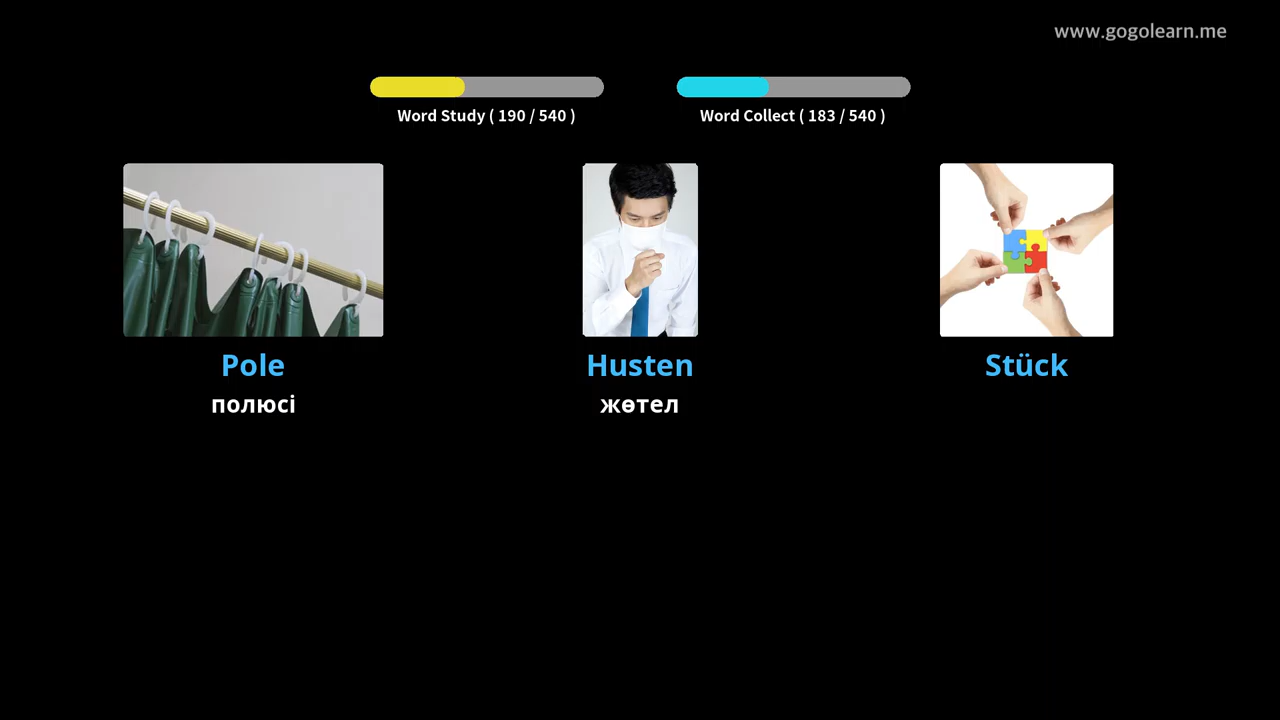 www.gogolearn.me
Word Study ( 190 / 540 )
Word Collect ( 183 / 540 )
Pole
полюсі
Husten
жөтел
Stück